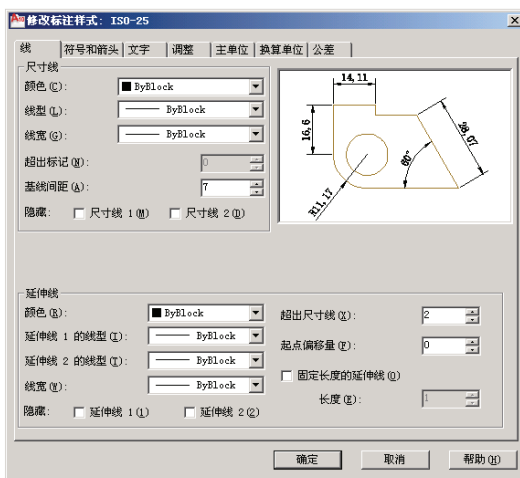 修改标注样式: ISO-25
线 符号和箭头 文字 调整 主单位 换算单位 公差
尺寸线
颜色(C): ByBlock
线型(L): ByBlock
线宽(G): ByBlock
超出标记(N): 0
基线间距(A): 7
隐藏: 尺寸线 1(M) 尺寸线 2(D)
14,11
16,6
28,07
60°
R11,17
延伸线
颜色(R): ByBlock
延伸线 1 的线型(I): ByBlock
延伸线 2 的线型(T): ByBlock
线宽(W): ByBlock
隐藏: 延伸线 1(1) 延伸线 2(2)
超出尺寸线(X): 2
起点偏移量(F): 0
固定长度的延伸线(O)
长度(E): 1
确定 取消 帮助(H)